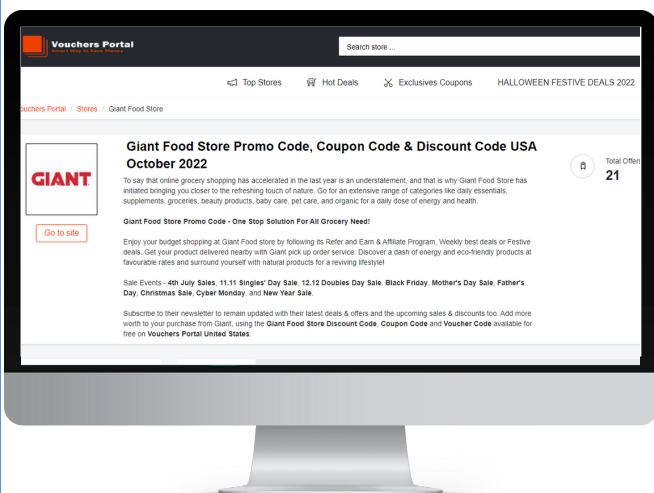 Vouchers Portal
Smart Way to Save Money
Search store ...
Top Stores
Hot Deals
Exclusives Coupons
HALLOWEEN FESTIVE DEALS 2022
ouchers Portal / Stores / Giant Food Store
GIANT
Go to site
Giant Food Store Promo Code, Coupon Code & Discount Code USA
October 2022
Total Offers
21
To say that online grocery shopping has accelerated in the last year is an understatement, and that is why Giant Food Store has
initiated bringing you closer to the refreshing touch of nature. Go for an extensive range of categories like daily essentials,
supplements, groceries, beauty products, baby care, pet care, and organic for a daily dose of energy and health.
Giant Food Store Promo Code - One Stop Solution For All Grocery Need!
Enjoy your budget shopping at Giant Food store by following its Refer and Earn & Affiliate Program, Weekly best deals or Festive
deals. Get your product delivered nearby with Giant pick up order service. Discover a dash of energy and eco-friendly products at
favourable rates and surround yourself with natural products for a reviving lifestyle!
Sale Events - 4th July Sales, 11.11 Singles' Day Sale, 12.12 Doubles Day Sale, Black Friday, Mother's Day Sale, Father's
Day, Christmas Sale, Cyber Monday, and New Year Sale.
Subscribe to their newsletter to remain updated with their latest deals & offers and the upcoming sales & discounts too. Add more
worth to your purchase from Giant, using the Giant Food Store Discount Code, Coupon Code and Voucher Code available for
free on Vouchers Portal United States.